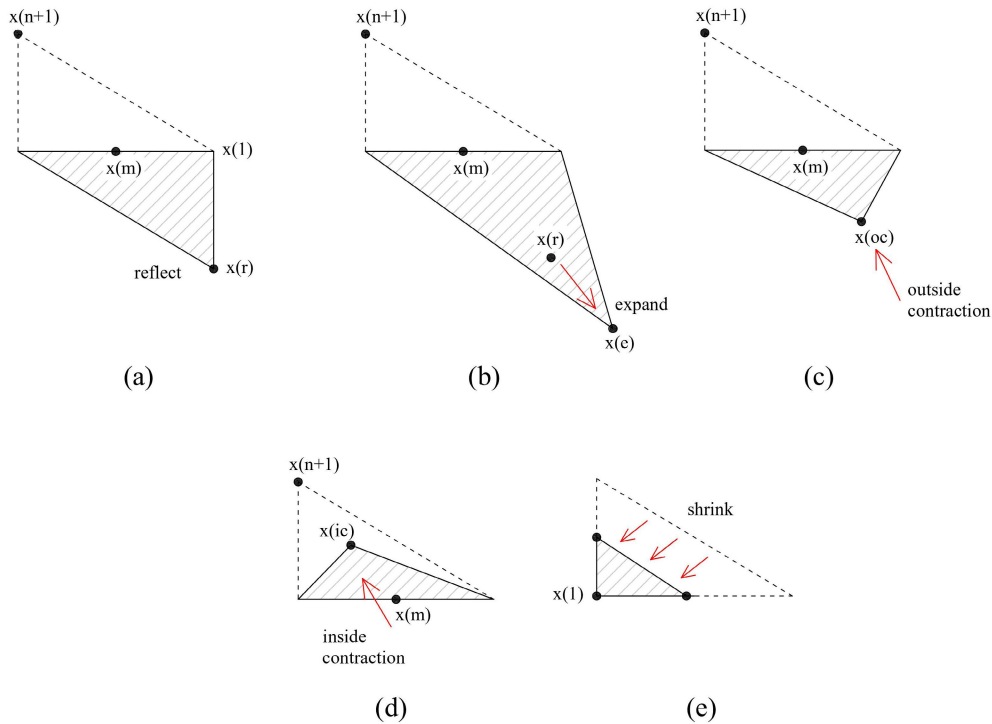 x(n+1)
x(1)
x(m)
x(r)
reflect
(a)
x(n+1)
x(m)
x(r)
expand
x(e)
(b)
x(n+1)
x(m)
x(oc)
outside
contraction
(c)
x(n+1)
x(ic)
x(m)
inside
contraction
(d)
shrink
x(1)
(e)